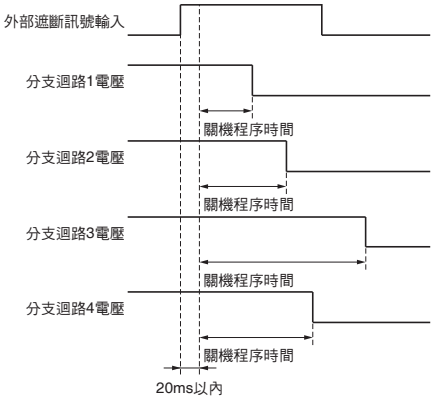 外部遮斷訊號輸入
分支迴路1電壓
關機程序時間
分支迴路2電壓
關機程序時間
分支迴路3電壓
關機程序時間
分支迴路4電壓
關機程序時間
20ms以內